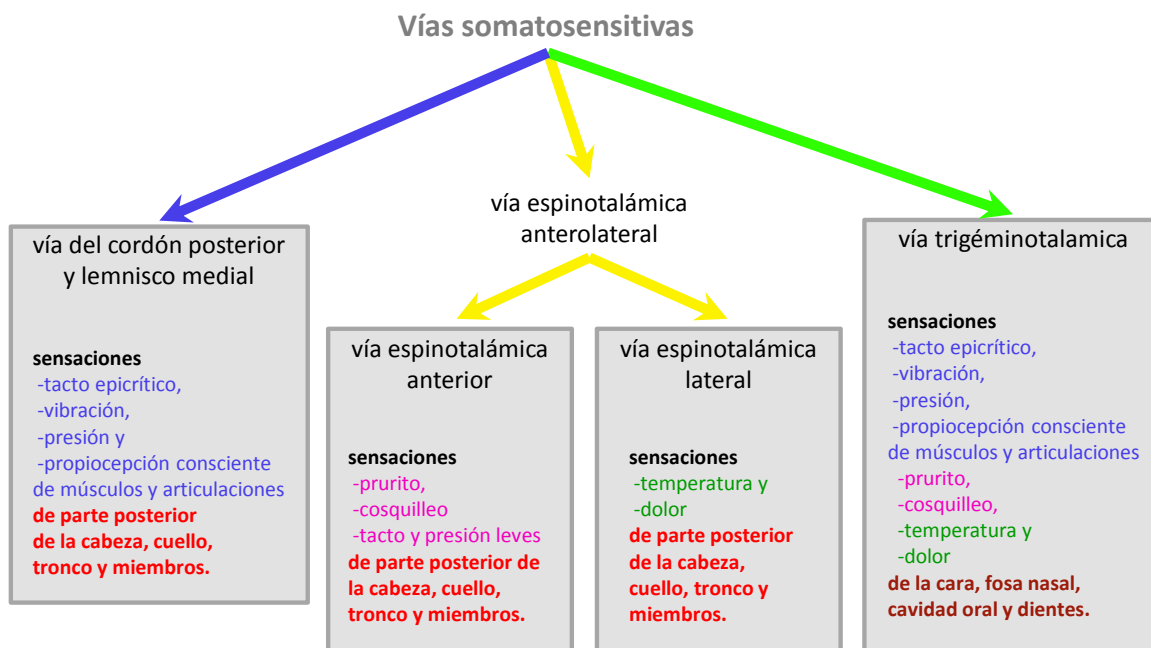 Vías somatosensitivas
vía espinotalámica
anterolateral
vía del cordón posterior
y lemnisco medial
sensaciones
-tacto epicrítico,
-vibración,
-presión y
-propiocepción consciente
de músculos y articulaciones
de parte posterior
de la cabeza, cuello,
tronco y miembros.
vía espinotalámica
anterior
sensaciones
-prurito,
-cosquilleo
-tacto y presión leves
de parte posterior de
la cabeza, cuello,
tronco y miembros.
vía espinotalámica
lateral
sensaciones
-temperatura y
-dolor
de parte posterior
de la cabeza,
cuello, tronco y
miembros.
vía trigéminotalamica
sensaciones
-tacto epicrítico,
-vibración,
-presión,
-propiocepción consciente
de músculos y articulaciones
-prurito,
-cosquilleo,
-temperatura y
-dolor
de la cara, fosa nasal,
cavidad oral y dientes.